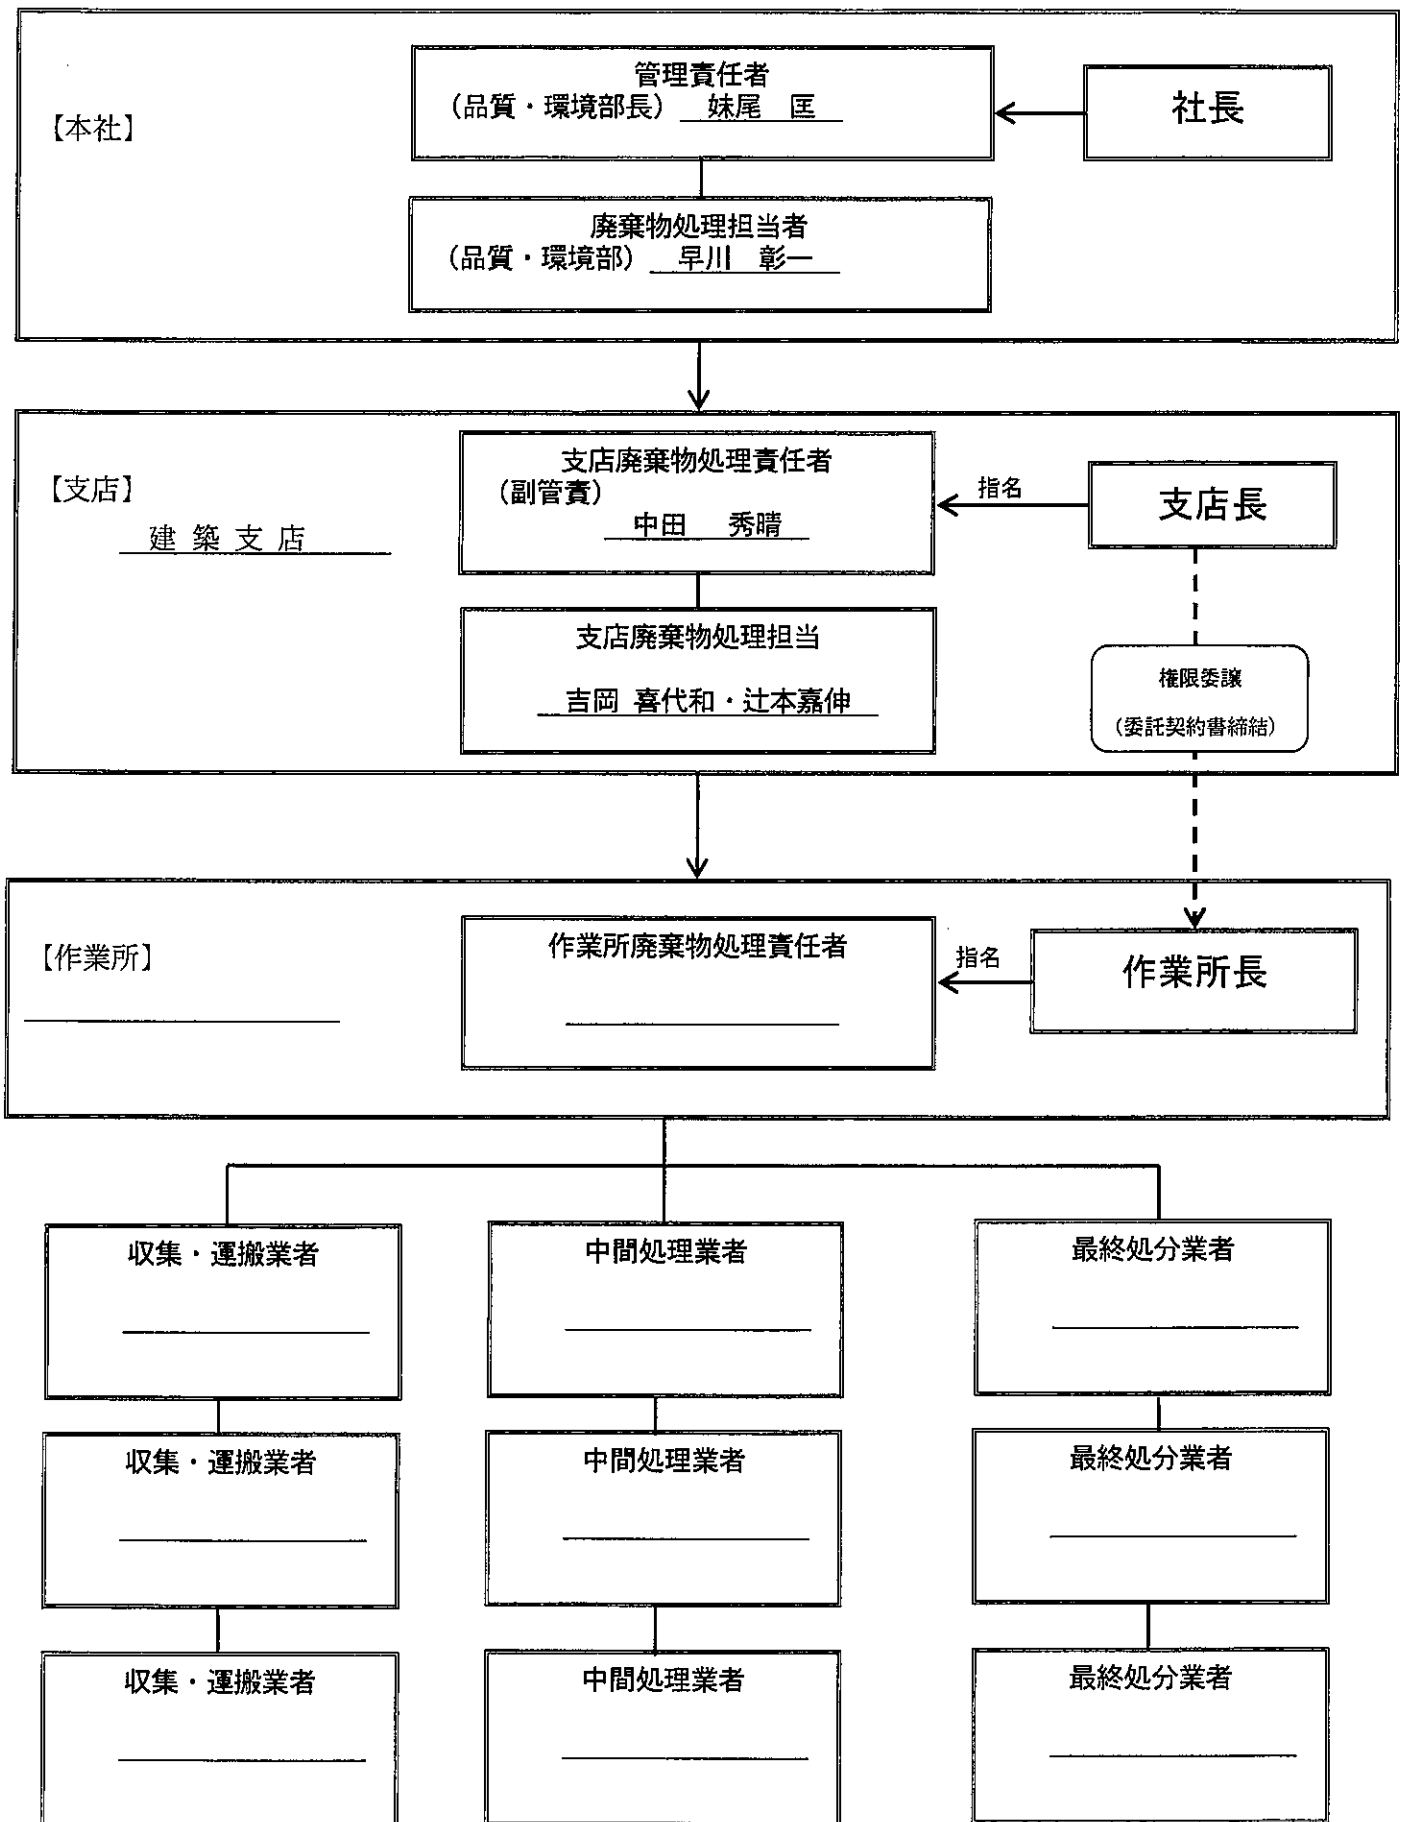 【本社】
管理責任者
(品質・環境部長) 妹尾 匡
社長
廃棄物処理担当者
(品質・環境部) 早川 彰一
【支店】
建築支店
支店廃棄物処理責任者
(副管責)
中田 秀晴
指名
支店長
支店廃棄物処理担当
吉岡 喜代和・辻本嘉伸
権限委譲
(委託契約書締結)
【作業所】
作業所廃棄物処理責任者
指名
作業所長
収集・運搬業者
中間処理業者
最終処分業者
収集・運搬業者
中間処理業者
最終処分業者
収集・運搬業者
中間処理業者
最終処分業者